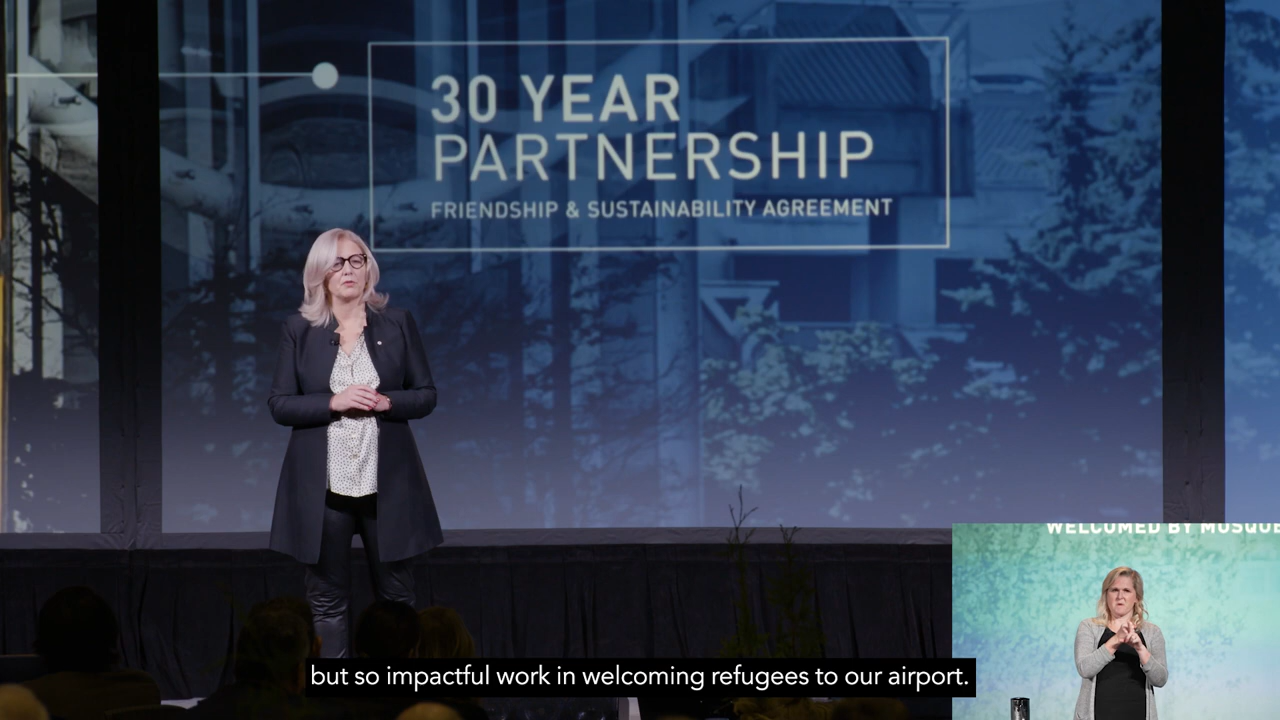 30 YEAR
PARTNERSHIP
FRIENDSHIP & SUSTAINABILITY AGREEMENT
WELCOMED BY
but so impactful work in welcoming refugees to our airport.